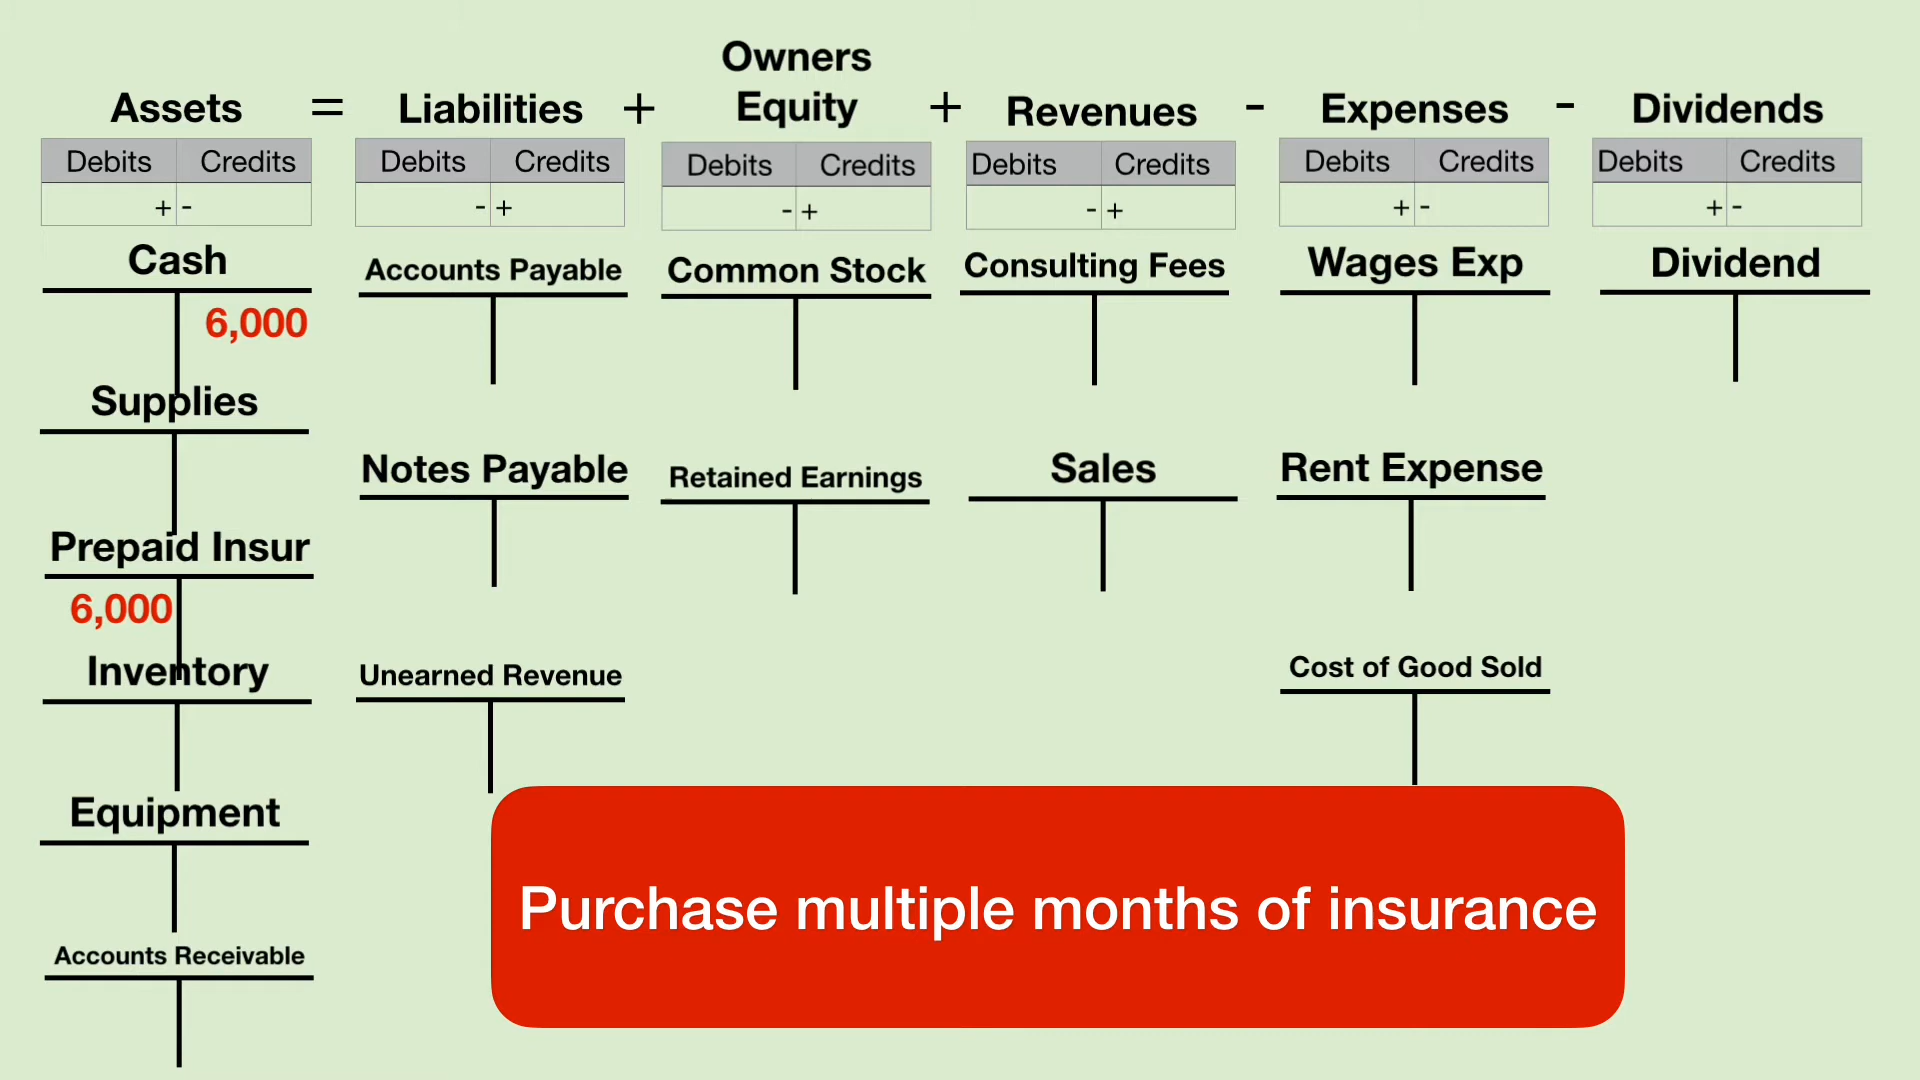 Assets = Liabilities + Owners Equity + Revenues - Expenses - Dividends
Debits Credits Debits Credits Debits Credits Debits Credits Debits Credits Debits Credits
+ - - + - + - + + - + -
Cash Accounts Payable Common Stock Consulting Fees Wages Exp Dividend
6,000
Supplies
Notes Payable Retained Earnings Sales Rent Expense
Prepaid Insur
6,000
Inventory Unearned Revenue Cost of Good Sold
Equipment
Purchase multiple months of insurance
Accounts Receivable